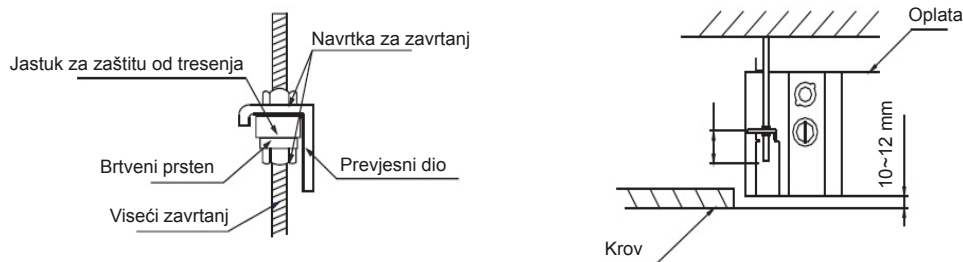 Navrtka za zavrtanj
Jastuk za zaštitu od tresenja
Brtveni prsten
Prevjesni dio
Viseći zavrtanj
Oplata
10~12 mm
Krov